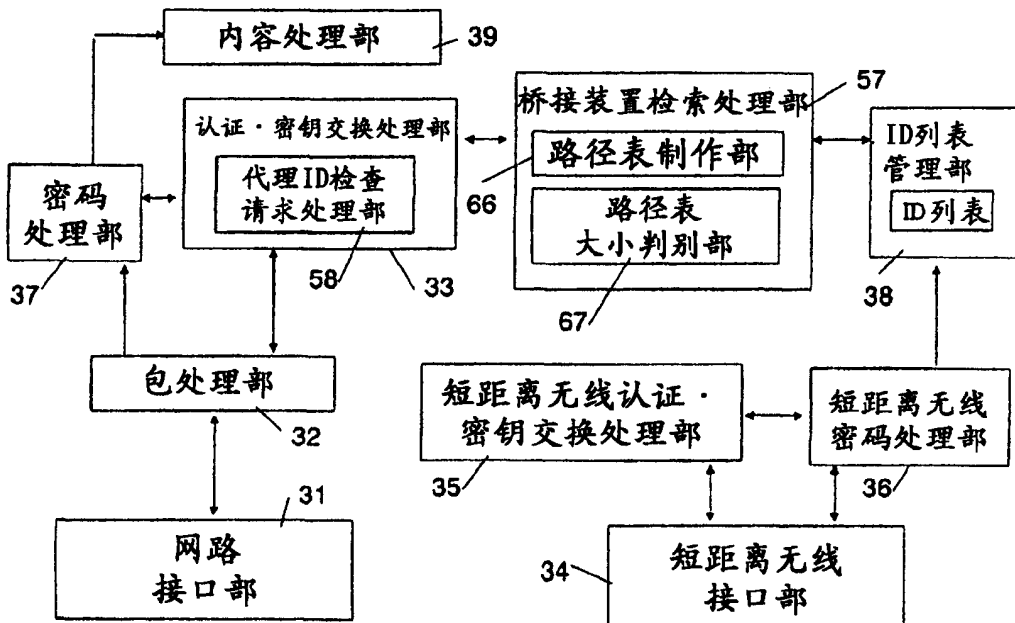 内容处理部
39
认证·密钥交换处理部
代理ID检查
请求处理部
58
33
桥接装置检索处理部
57
66
路径表制作部
路径表
大小判别部
67
ID列表
管理部
ID列表
38
密码
处理部
37
包处理部
32
短距离无线认证·
密钥交换处理部
35
短距离无线
密码处理部
36
31
网路
接口部
34
短距离无线
接口部